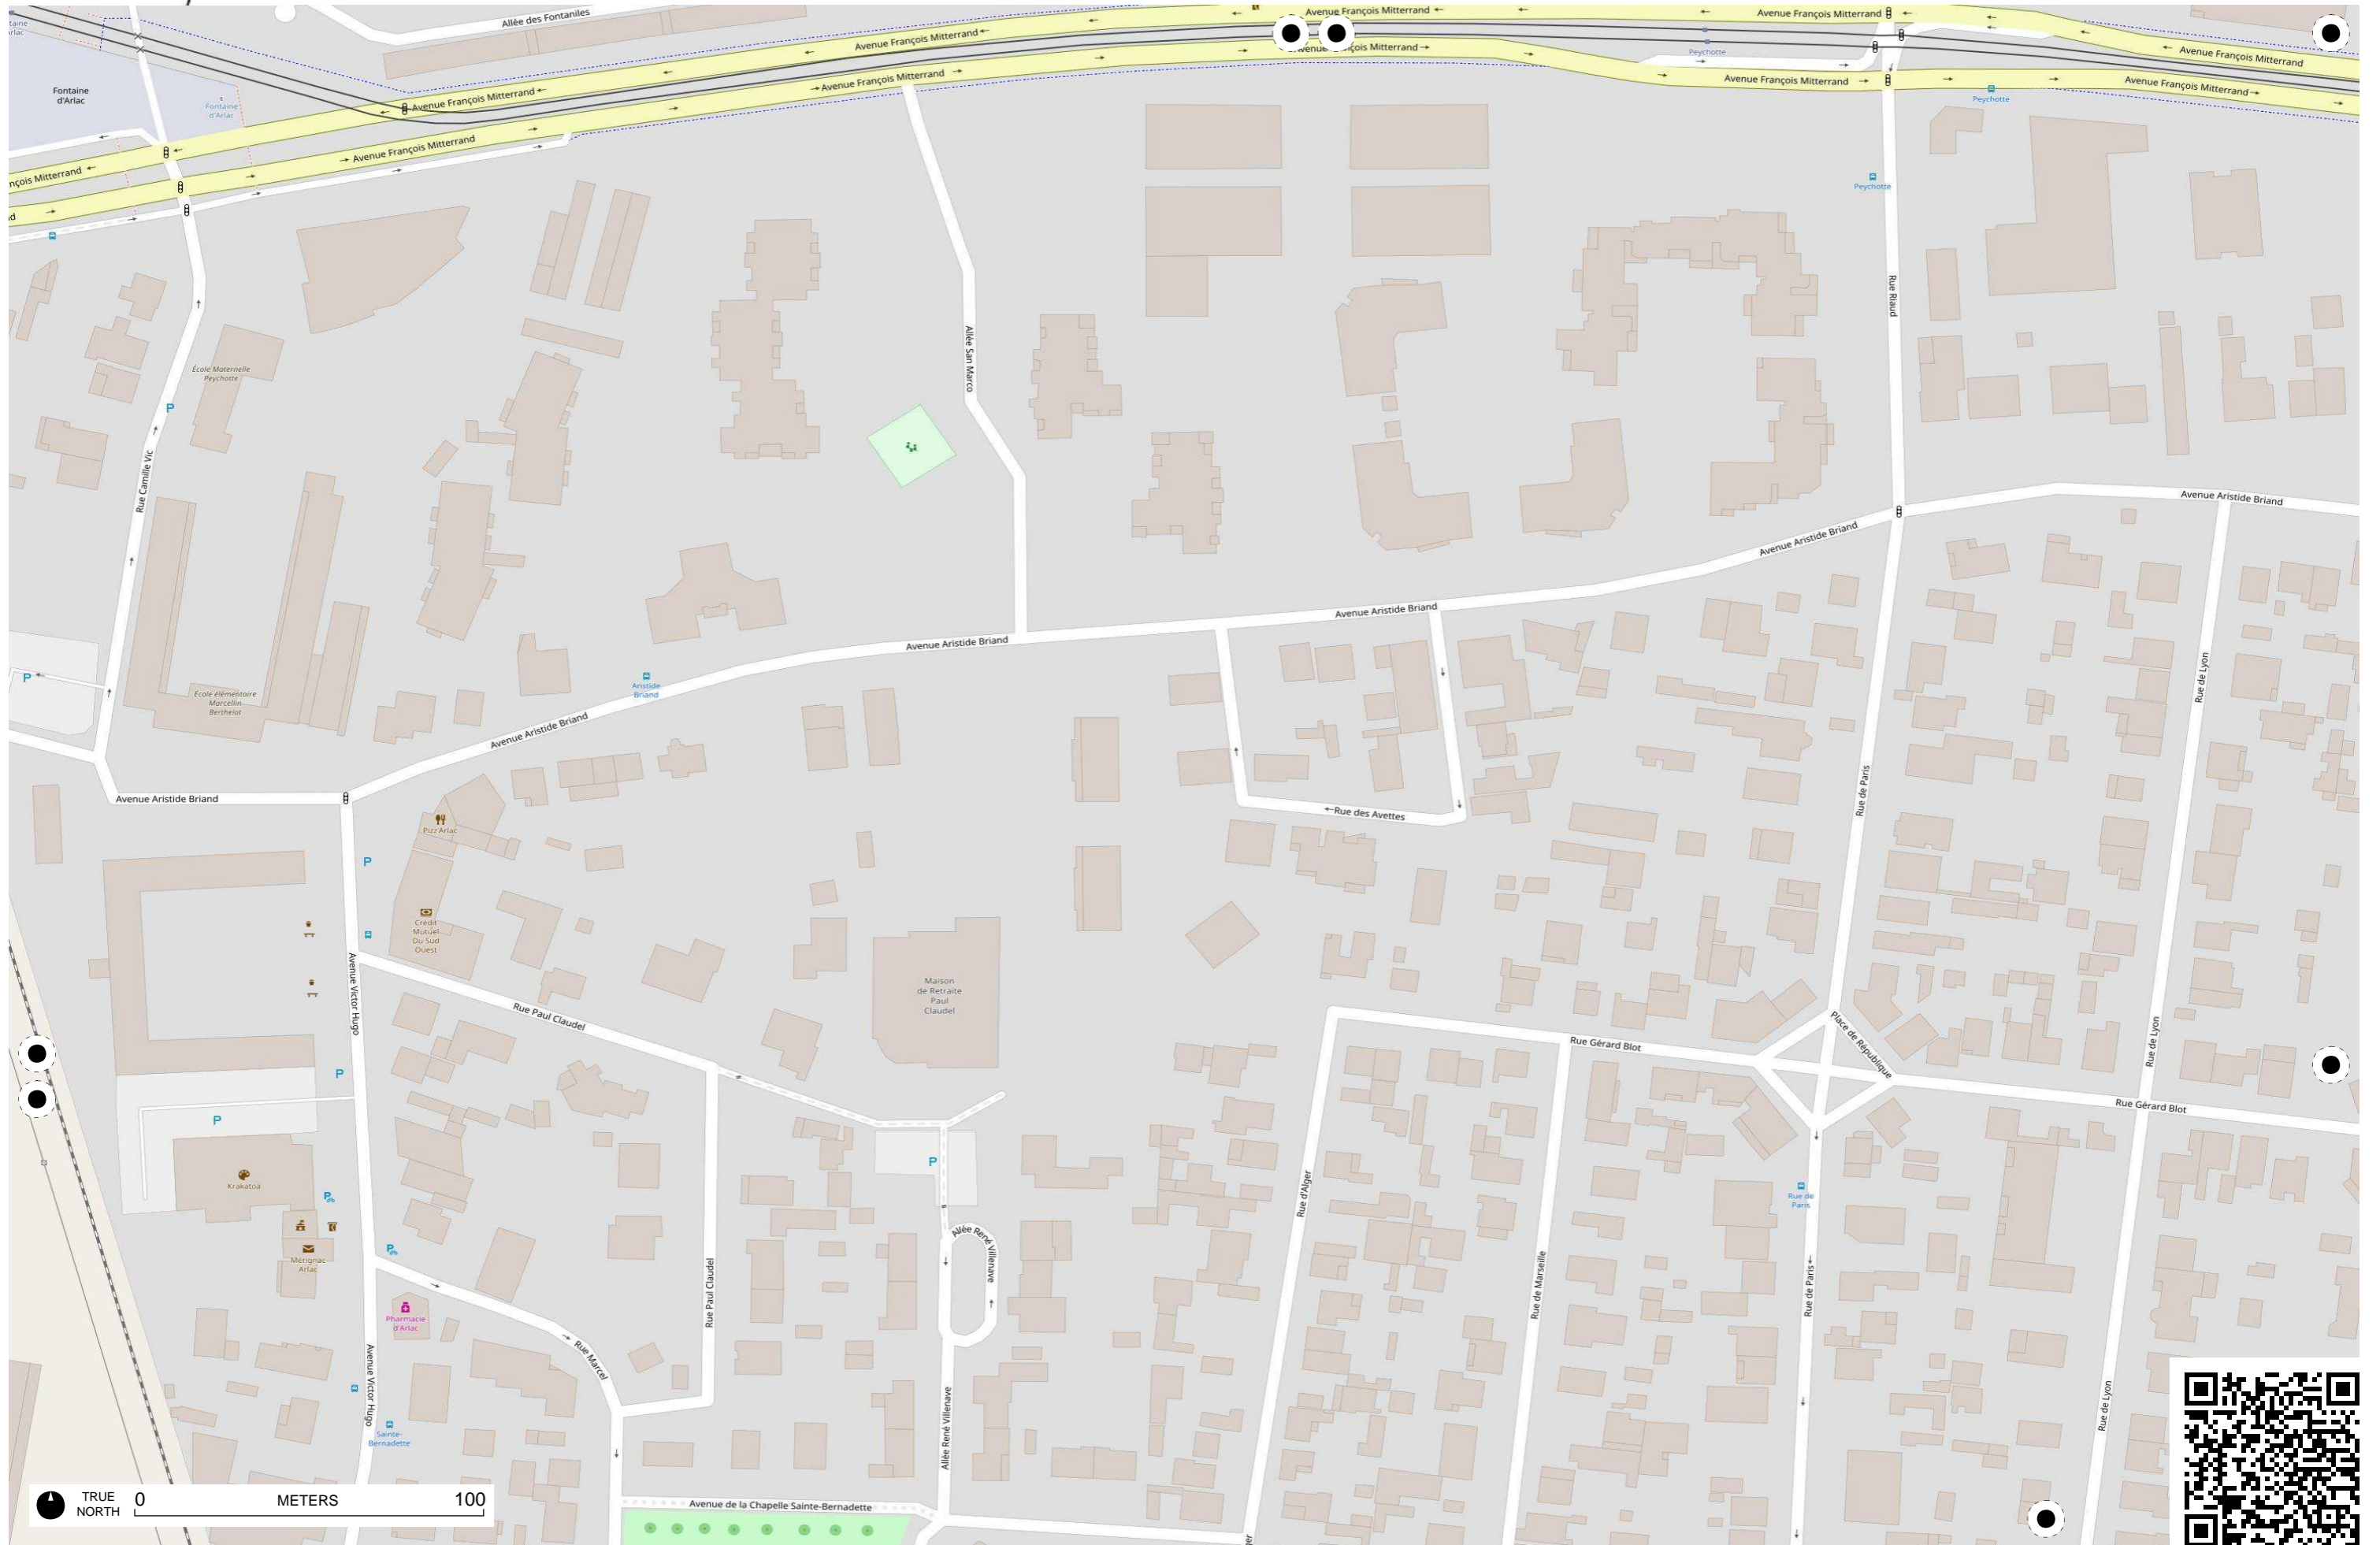 Allée des Fontaniles
Avenue François Mitterrand
Avenue François Mitterrand
Avenue François Mitterrand
Avenue François Mitterrand
Avenue François Mitterrand
Peychotte
Avenue François Mitterrand
Avenue François Mitterrand
Avenue François Mitterrand
Peychotte
Fontaine
d'Arlac
Fontaine
d'Arlac
Avenue François Mitterrand
Avenue François Mitterrand
Peychotte
Rue Riaud
Allée San Marco
École Maternelle
Peychotte
Rue Camille Vic
P
Avenue Aristide Briand
Avenue Aristide Briand
Avenue Aristide Briand
Avenue Aristide Briand
Rue de Lyon
P
Aristide
Briand
École élémentaire
Marcellin
Berthelot
Avenue Aristide Briand
Avenue Aristide Briand
Rue de Paris
Rue des Avettes
Pizz'Arlac
P
Crédit
Mutuel
Du Sud
Ouest
Avenue Victor Hugo
Maison
de Retraite
Paul
Claudel
Rue Paul Claudel
Rue Gérard Blot
Place de République
Rue de Lyon
P
Rue Gérard Blot
P
P
Krakatoa
P
Rue d'Alger
Rue de
Paris
Allée René Villenave
P
Mérignac
Arlac
Rue Paul Claudel
Rue de Marseille
Rue de Paris
Pharmacie
d'Arlac
Rue Marcel
Avenue Victor Hugo
Allée René Villenave
Rue de Lyon
Sainte-
Bernadette
Avenue de la Chapelle Sainte-Bernadette
TRUE
NORTH
0 METERS 100